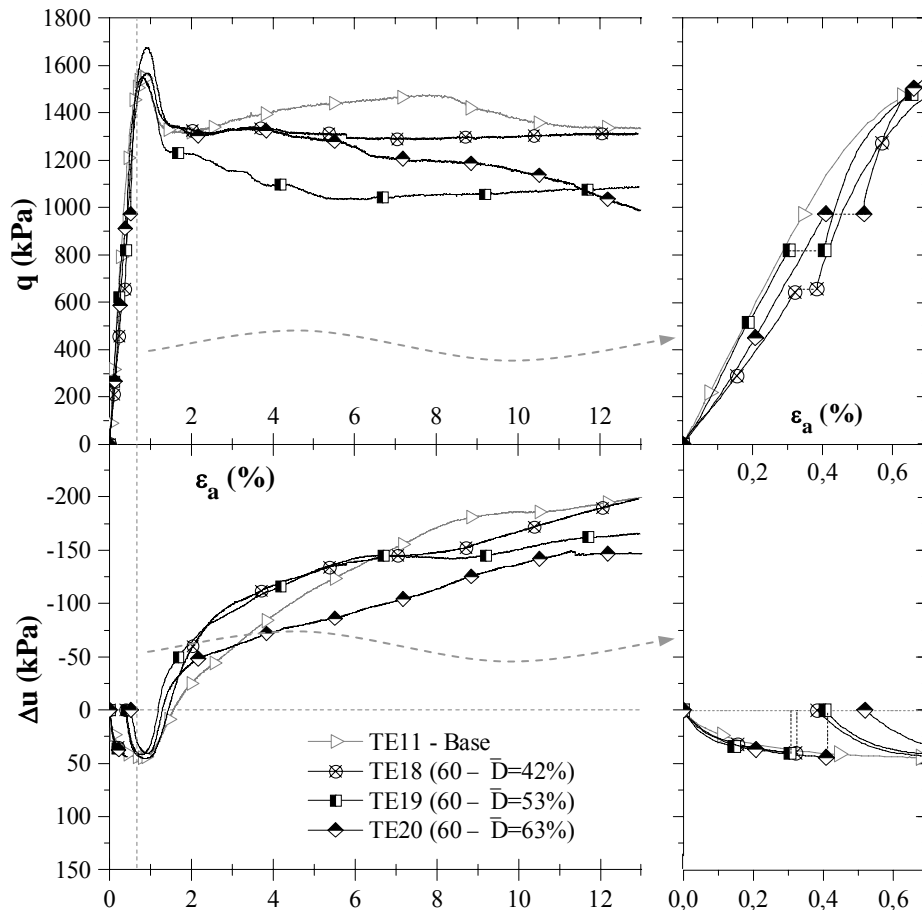 1800
1600
1400
1200
1000
800
600
400
200
0
q (kPa)
2 4 6 8 10 12
εa (%)
εa (%)
0,2 0,4 0,6
-200
-150
-100
-50
0
50
100
150
Δu (kPa)
TE11 - Base
TE18 (60 – D̄=42%)
TE19 (60 – D̄=53%)
TE20 (60 – D̄=63%)
0 2 4 6 8 10 12
0,0 0,2 0,4 0,6